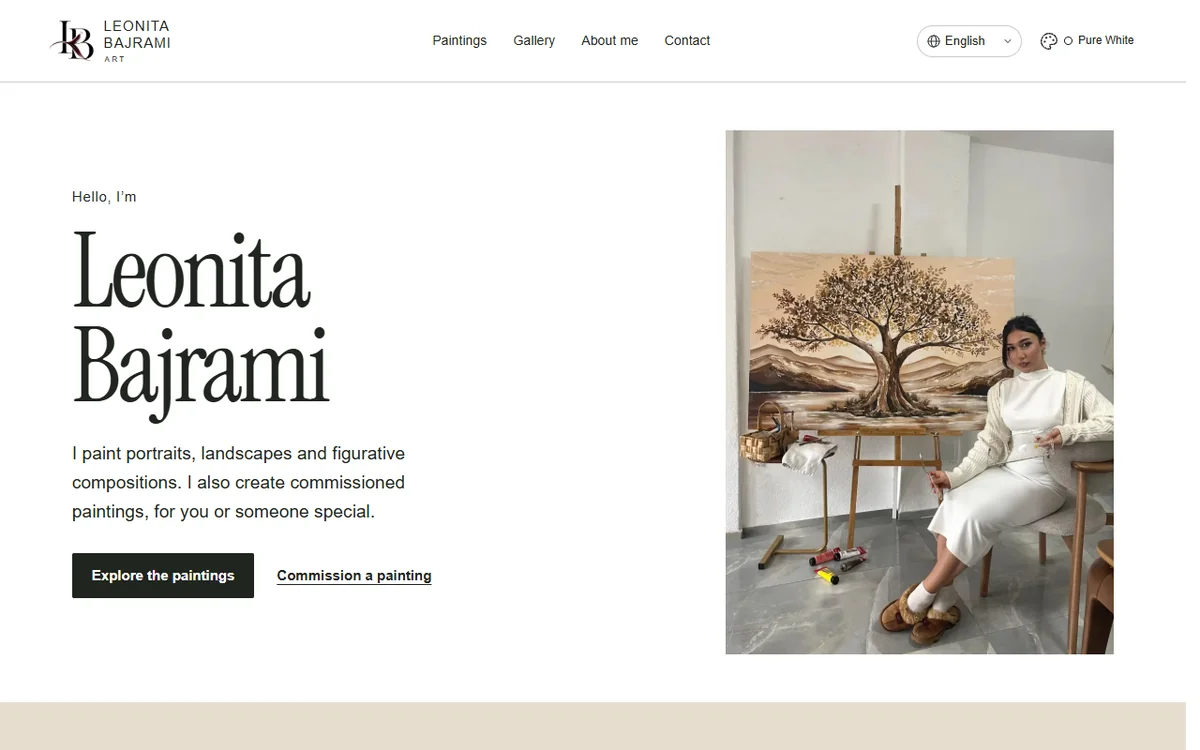 LB
LEONITA
BAJRAMI
ART
Paintings
Gallery
About me
Contact
English
Pure White
Hello, I’m
Leonita
Bajrami
I paint portraits, landscapes and figurative
compositions. I also create commissioned
paintings, for you or someone special.
Explore the paintings
Commission a painting